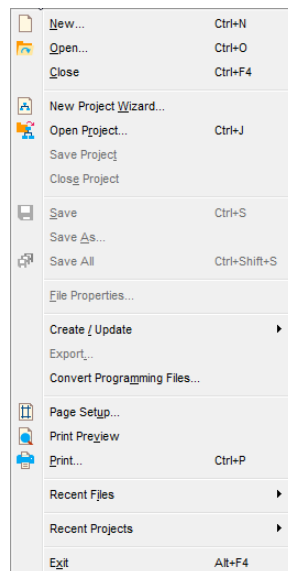 New... Ctrl+N
Open... Ctrl+O
Close Ctrl+F4
New Project Wizard...
Open Project... Ctrl+J
Save Project
Close Project
Save Ctrl+S
Save As...
Save All Ctrl+Shift+S
File Properties...
Create / Update
Export...
Convert Programming Files...
Page Setup...
Print Preview
Print... Ctrl+P
Recent Files
Recent Projects
Exit Alt+F4